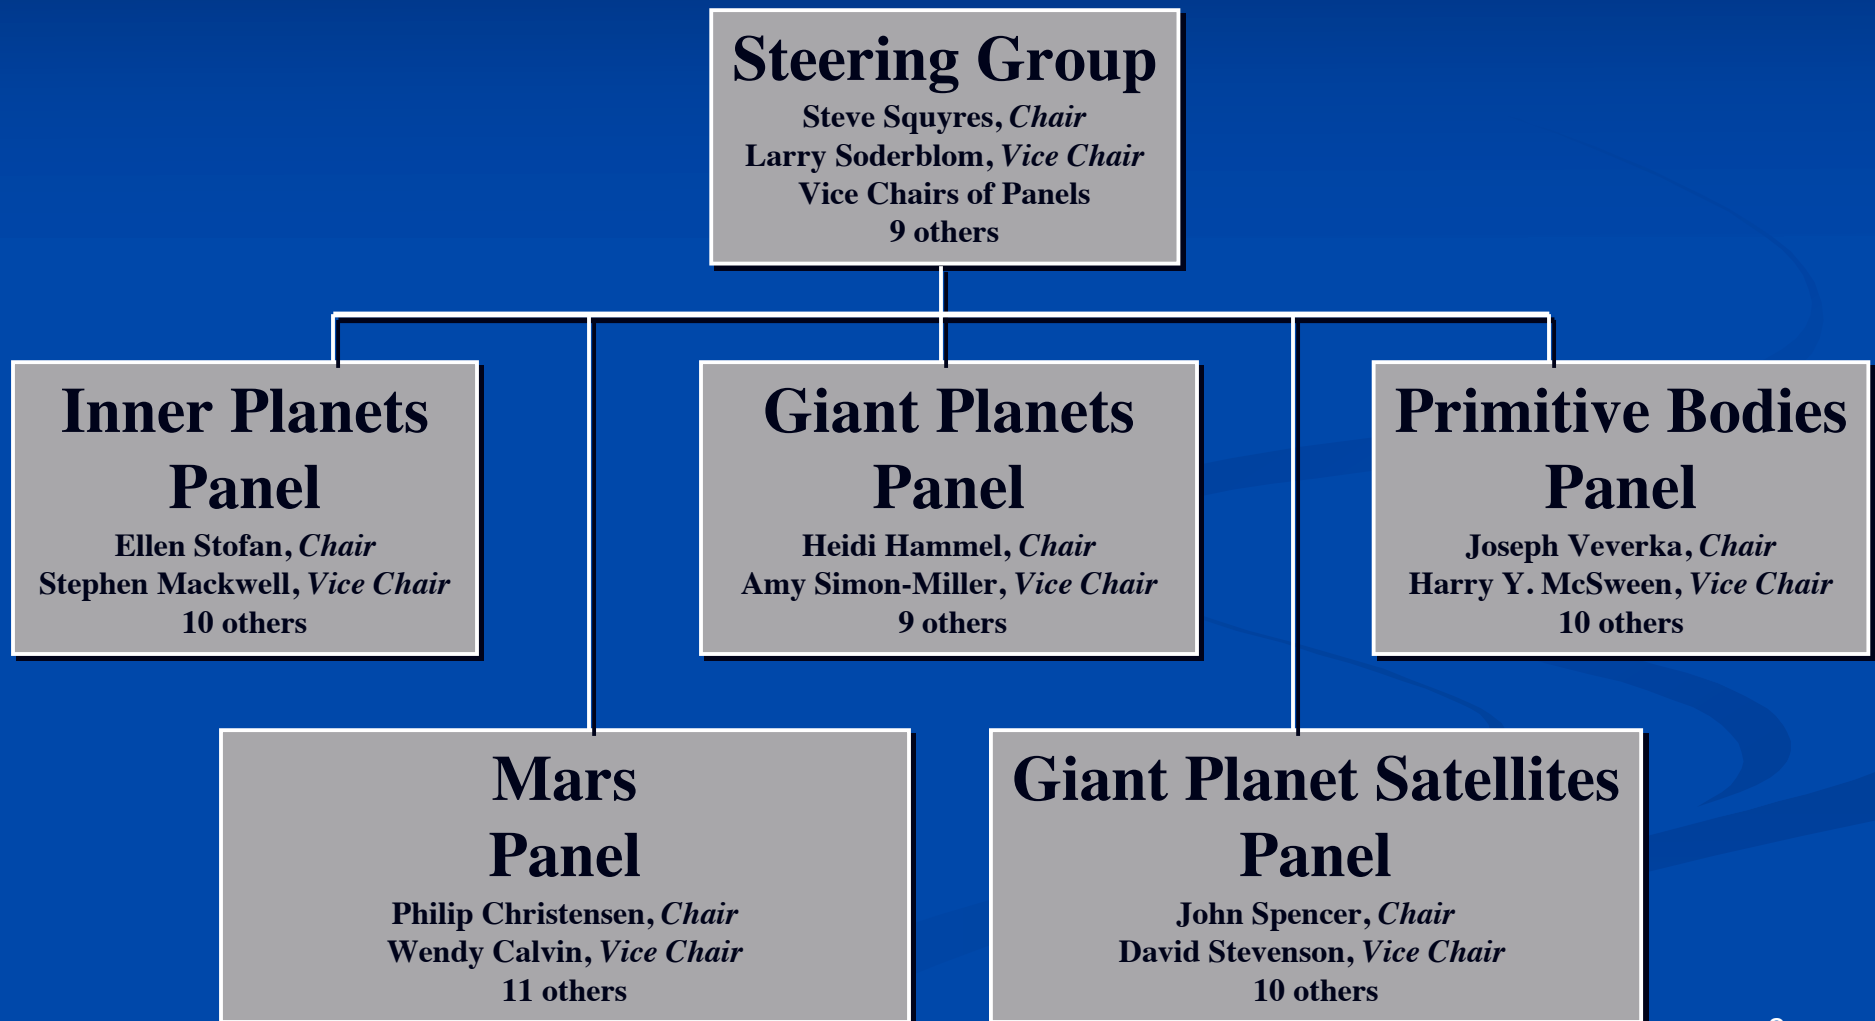 Steering Group
Steve Squyres, Chair
Larry Soderblom, Vice Chair
Vice Chairs of Panels
9 others
Inner Planets
Panel
Ellen Stofan, Chair
Stephen Mackwell, Vice Chair
10 others
Giant Planets
Panel
Heidi Hammel, Chair
Amy Simon-Miller, Vice Chair
9 others
Primitive Bodies
Panel
Joseph Veverka, Chair
Harry Y. McSween, Vice Chair
10 others
Mars
Panel
Philip Christensen, Chair
Wendy Calvin, Vice Chair
11 others
Giant Planet Satellites
Panel
John Spencer, Chair
David Stevenson, Vice Chair
10 others